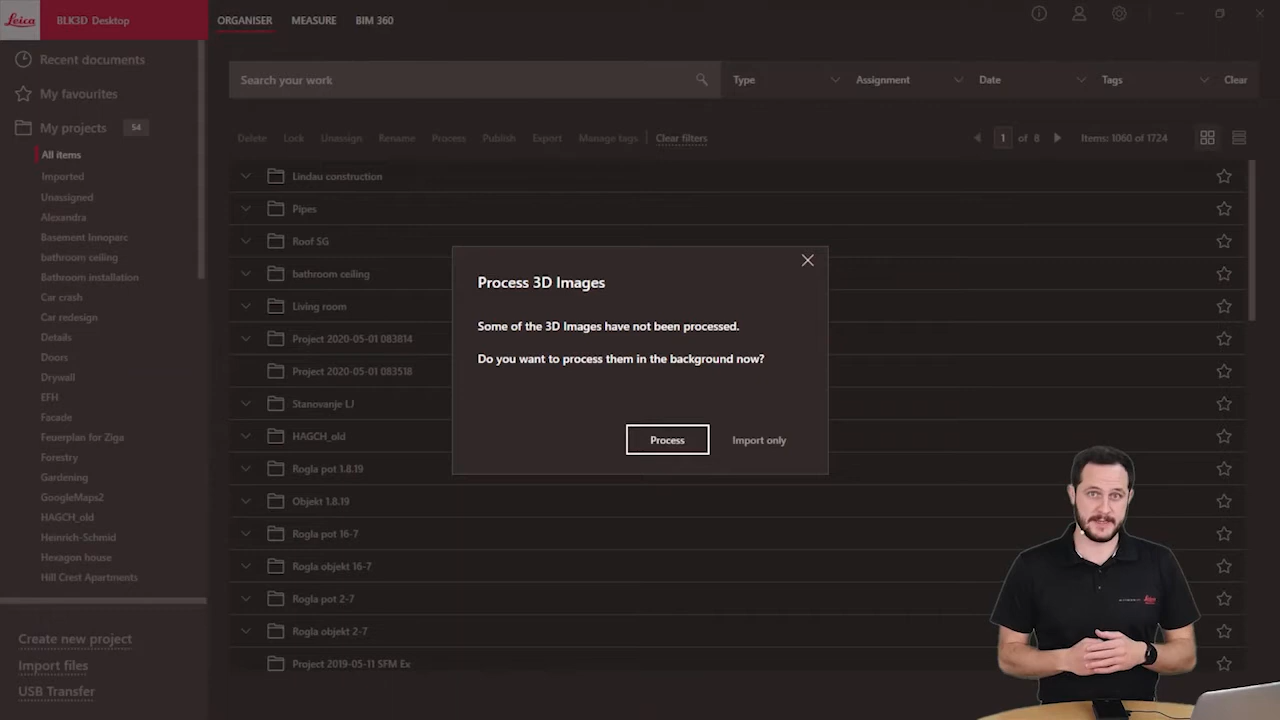 Leica
BLK3D Desktop
ORGANISER
MEASURE
BIM 360
Recent documents
My favourites
My projects
54
All items
Imported
Unassigned
Alexandra
Basement Innoparc
bathroom ceiling
Bathroom installation
Car crash
Car redesign
Details
Doors
Drywall
EFH
Facade
Feuerplan for Ziga
Forestry
Gardening
GoogleMaps2
HAGCH_old
Heinrich-Schmid
Hexagon house
Hill Crest Apartments
Create new project
Import files
USB Transfer
Search your work
Type
Assignment
Date
Tags
Clear
Delete
Lock
Unassign
Rename
Process
Publish
Export
Manage tags
Clear filters
1 of 8
Items: 1060 of 1724
Lindau construction
Pipes
Roof SG
bathroom ceiling
Living room
Project 2020-05-01 083814
Project 2020-05-01 083518
Stanovanje LJ
HAGCH_old
Rogla pot 1.8.19
Objekt 1.8.19
Rogla pot 16-7
Rogla objekt 16-7
Rogla pot 2-7
Rogla objekt 2-7
Project 2019-05-11 SFM Ex
Process 3D Images
Some of the 3D Images have not been processed.
Do you want to process them in the background now?
Process
Import only
Leica